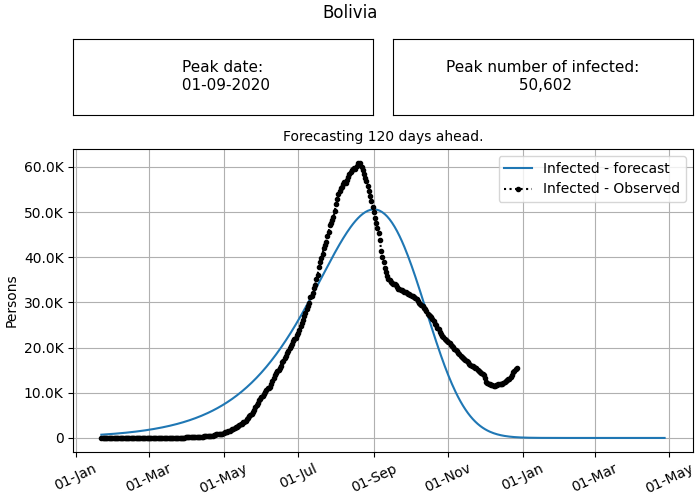 Bolivia
Peak date:
01-09-2020
Peak number of infected:
50,602
Forecasting 120 days ahead.
Infected - forecast
Infected - Observed
Persons
60.0K
50.0K
40.0K
30.0K
20.0K
10.0K
0
01-Jan
01-Mar
01-May
01-Jul
01-Sep
01-Nov
01-Jan
01-Mar
01-May